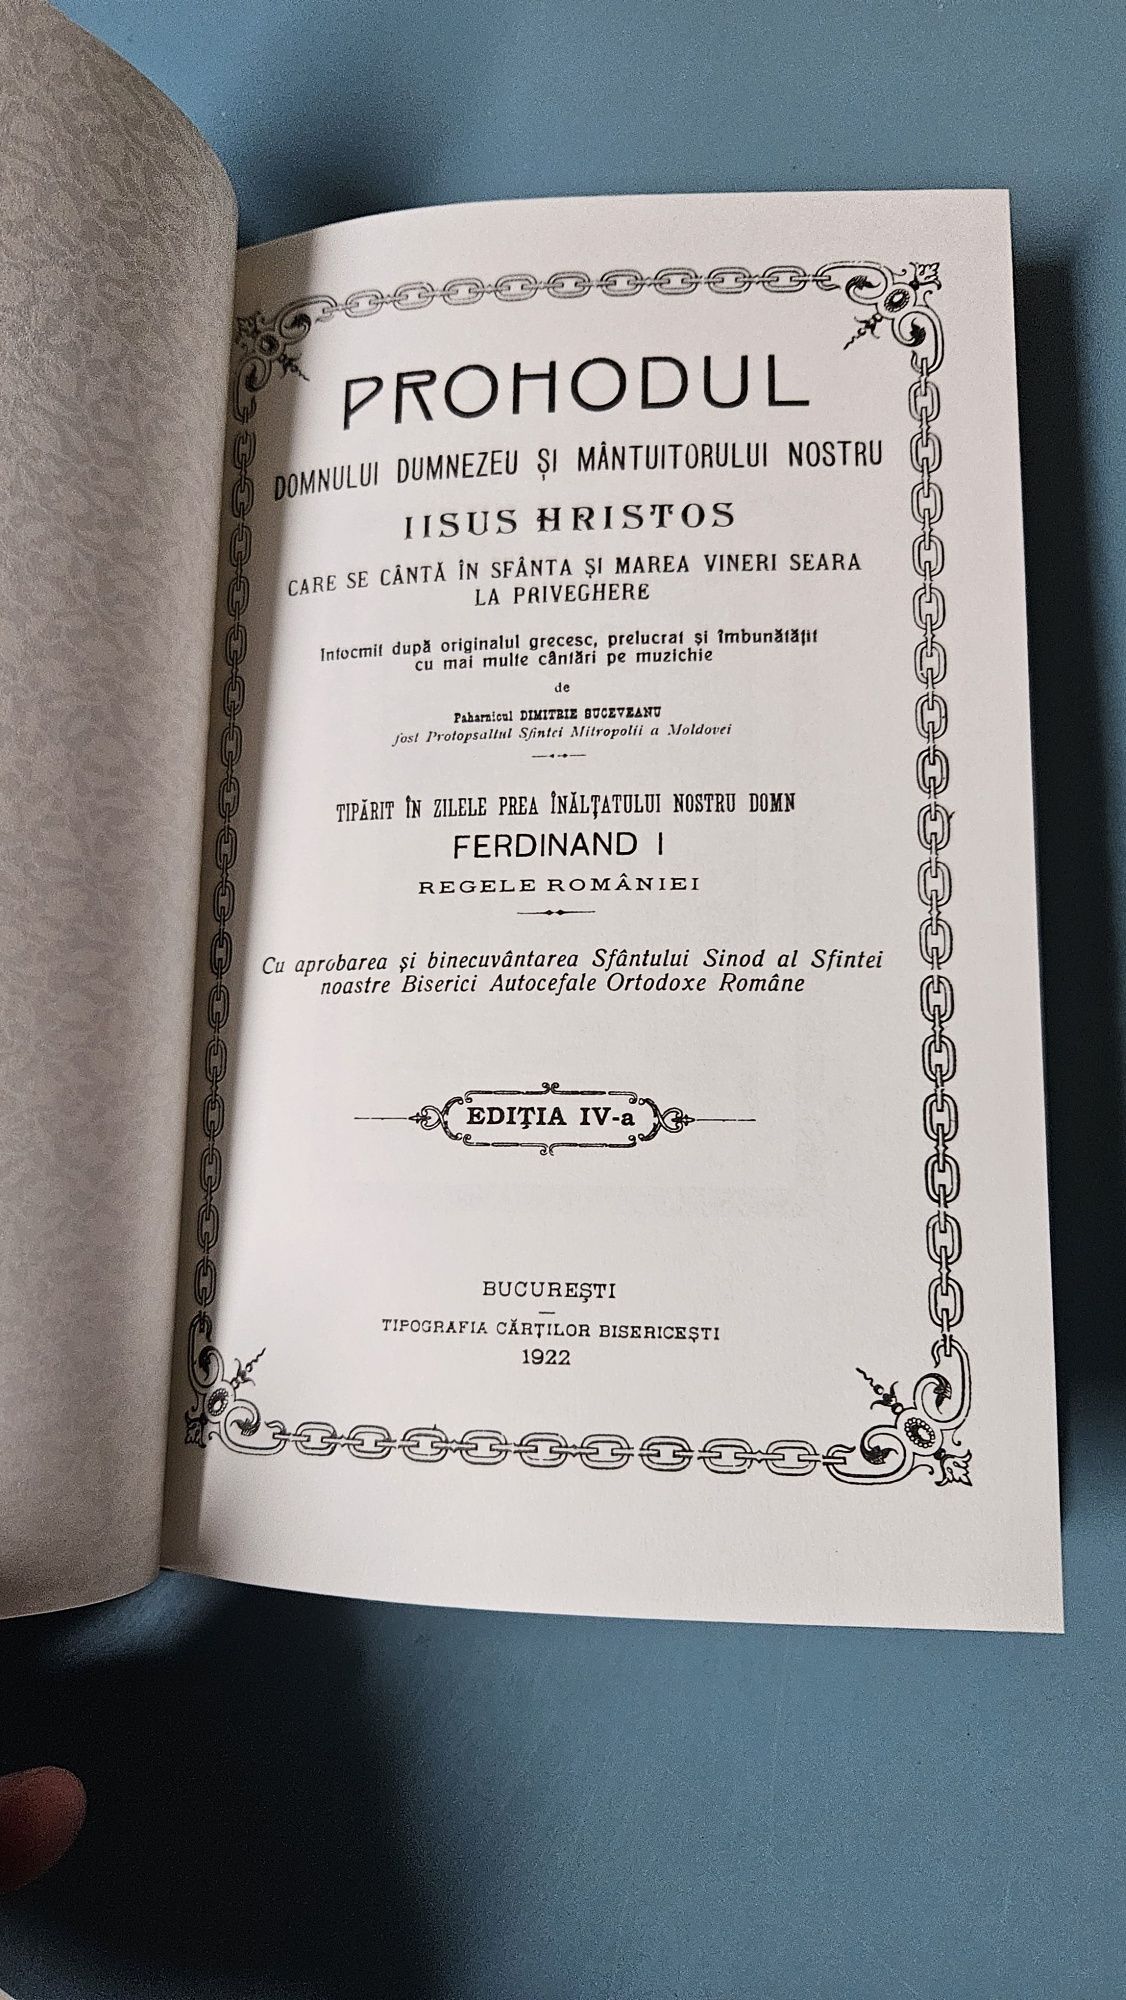 PROHODUL
DOMNULUI DUMNEZEU ȘI MÂNTUITORULUI NOSTRU
IISUS HRISTOS
CARE SE CÂNTĂ ÎN SFÂNTA ȘI MAREA VINERI SEARA
LA PRIVEGHERE
Intocmit după originalul grecesc, prelucrat și îmbunătățit
cu mai multe cântări pe muzichie
de
Paharnicul DIMITRIE SUCEVEANU
fost Protopsaltul Sfintei Mitropolii a Moldovei
TIPĂRIT ÎN ZILELE PREA ÎNĂLȚATULUI NOSTRU DOMN
FERDINAND I
REGELE ROMÂNIEI
Cu aprobarea și binecuvântarea Sfântului Sinod al Sfintei
noastre Biserici Autocefale Ortodoxe Române
EDIȚIA IV-a
BUCUREȘTI
TIPOGRAFIA CĂRȚILOR BISERICEȘTI
1922